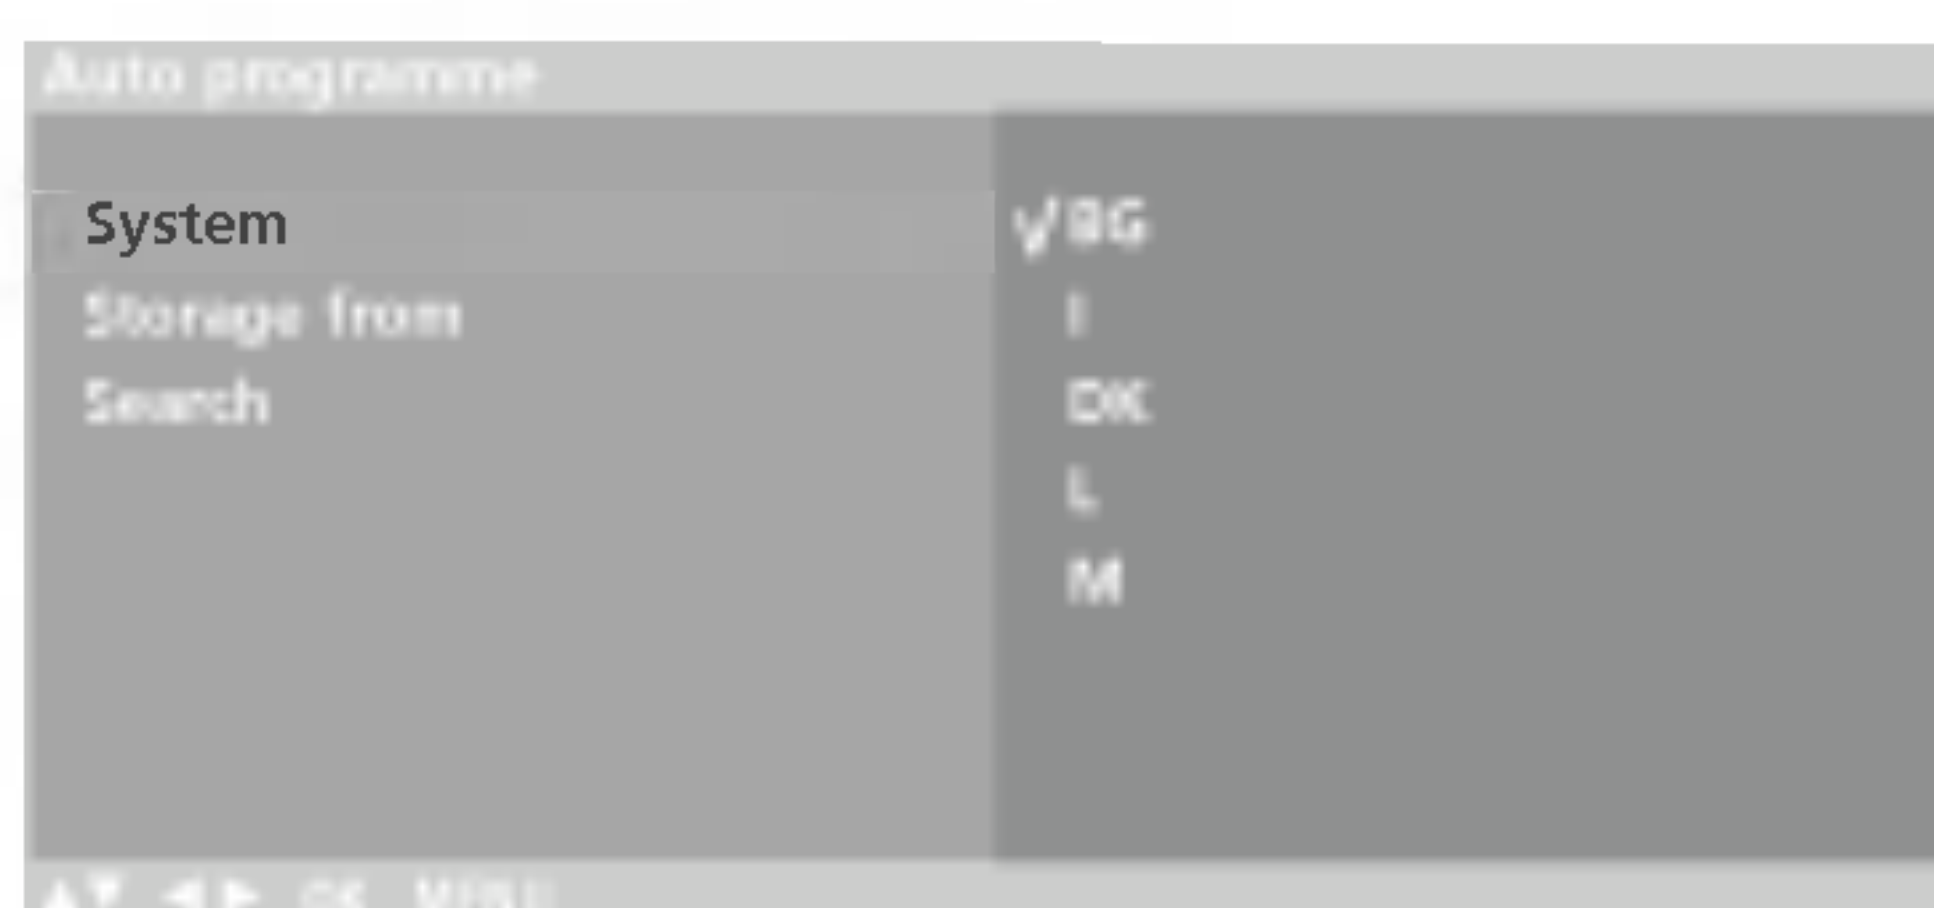 Auto programme
System
√ BG
Storage from
I
Search
DK
L
M
▲▼ ◀ ▶ OK MENU